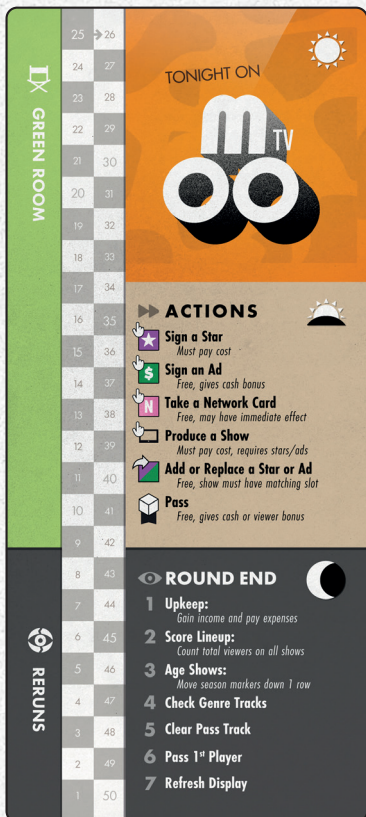 TONIGHT ON
moo TV
GREEN ROOM
RERUNS
25 26
24 27
23 28
22 29
21 30
20 31
19 32
18 33
17 34
16 35
15 36
14 37
13 38
12 39
11 40
10 41
9 42
8 43
7 44
6 45
5 46
4 47
3 48
2 49
1 50
ACTIONS
Sign a Star
Must pay cost
$
Sign an Ad
Free, gives cash bonus
N
Take a Network Card
Free, may have immediate effect
Produce a Show
Must pay cost, requires stars/ads
Add or Replace a Star or Ad
Free, show must have matching slot
Pass
Free, gives cash or viewer bonus
ROUND END
1 Upkeep:
Gain income and pay expenses
2 Score Lineup:
Count total viewers on all shows
3 Age Shows:
Move season markers down 1 row
4 Check Genre Tracks
5 Clear Pass Track
6 Pass 1st Player
7 Refresh Display